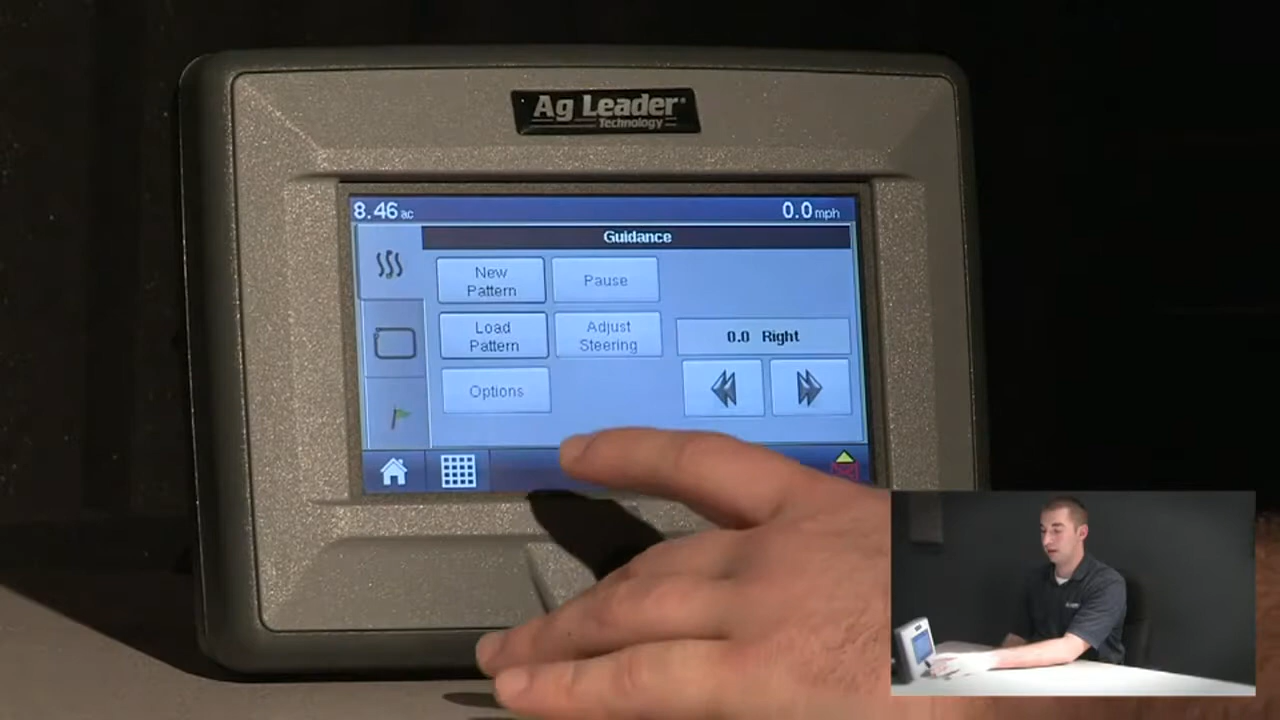 Ag Leader
Technology
8.46 ac
0.0 mph
Guidance
New
Pattern
Pause
Load
Pattern
Adjust
Steering
0.0 Right
Options